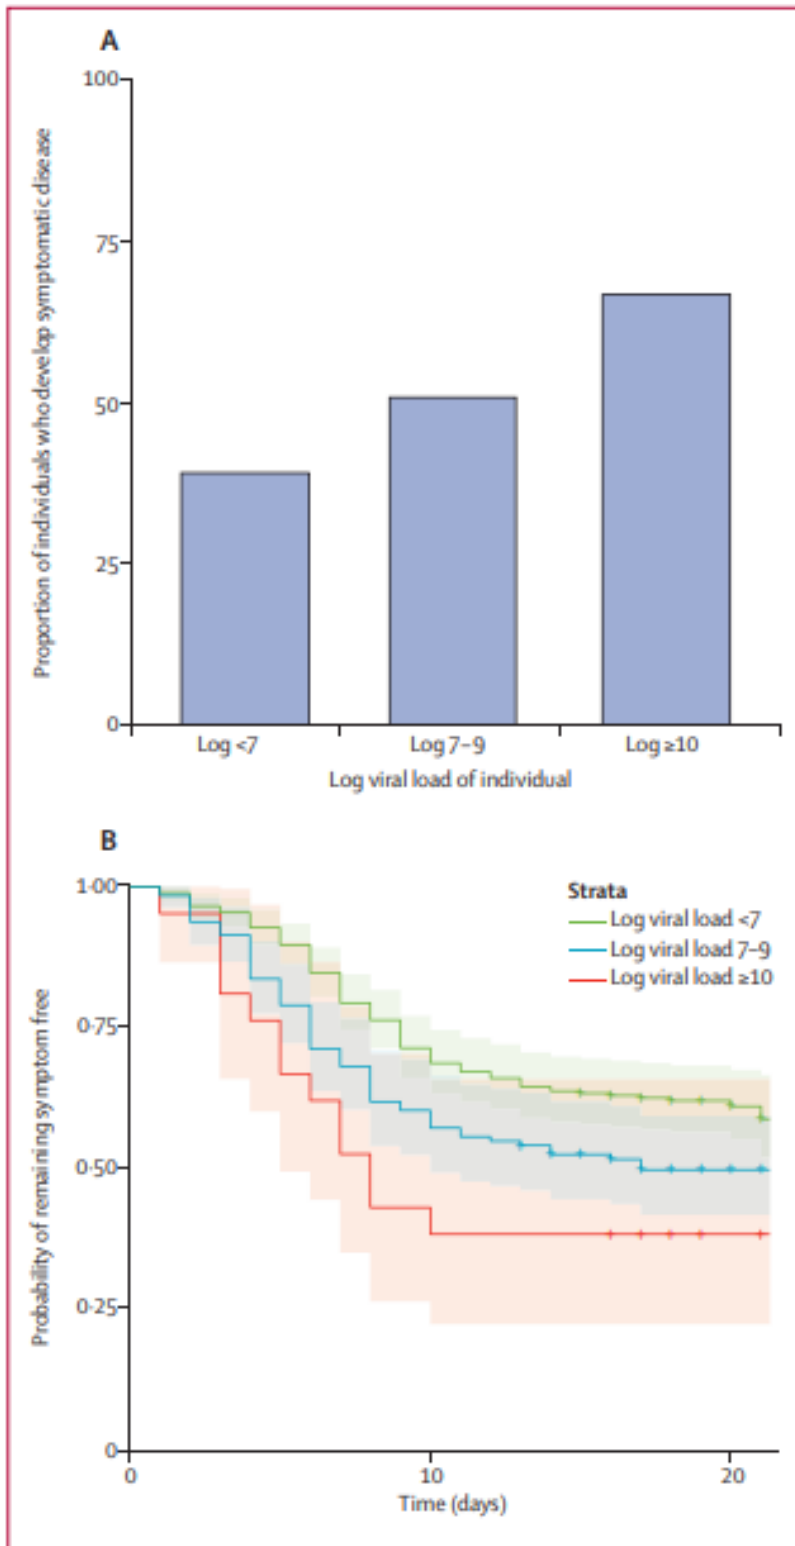 A
100
75
50
25
0
Proportion of individuals who develop symptomatic disease
Log <7
Log 7–9
Log ≥10
Log viral load of individual
B
1·00
0·75
0·50
0·25
0
Probability of remaining symptom free
Strata
Log viral load <7
Log viral load 7–9
Log viral load ≥10
0
10
20
Time (days)